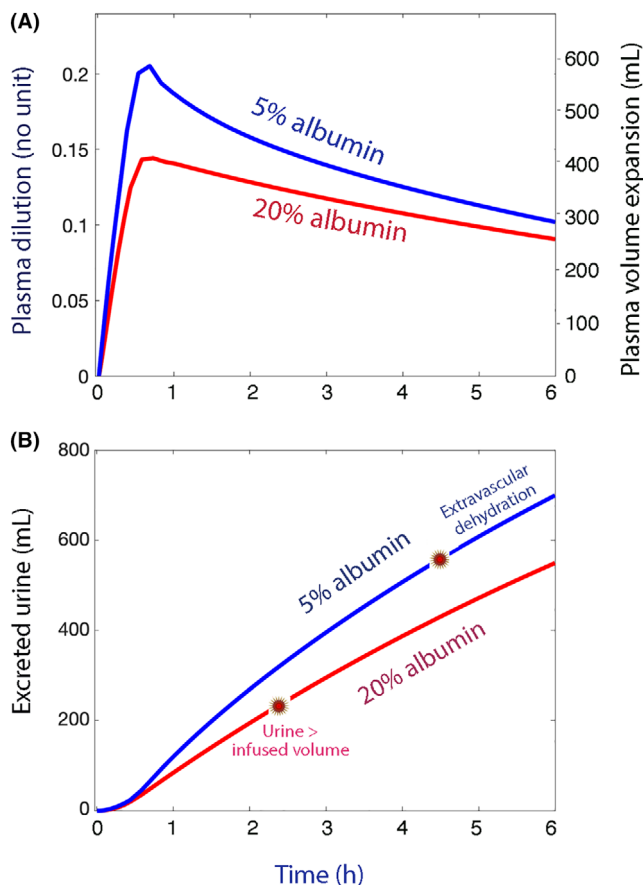 (A)
Plasma dilution (no unit)
0.2
0.15
0.1
0.05
0
5% albumin
20% albumin
600
500
400
300
200
100
0
Plasma volume expansion (mL)
0 1 2 3 4 5 6
(B)
Excreted urine (mL)
800
600
400
200
0
Extravascular
dehydration
5% albumin
20% albumin
Urine >
infused volume
0 1 2 3 4 5 6
Time (h)